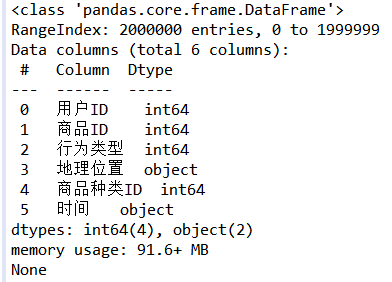 <class 'pandas.core.frame.DataFrame'>
RangeIndex: 2000000 entries, 0 to 1999999
Data columns (total 6 columns):
 #   Column  Dtype
---  ------  -----
 0   用户ID    int64
 1   商品ID    int64
 2   行为类型    int64
 3   地理位置    object
 4   商品种类ID  int64
 5   时间      object
dtypes: int64(4), object(2)
memory usage: 91.6+ MB
None